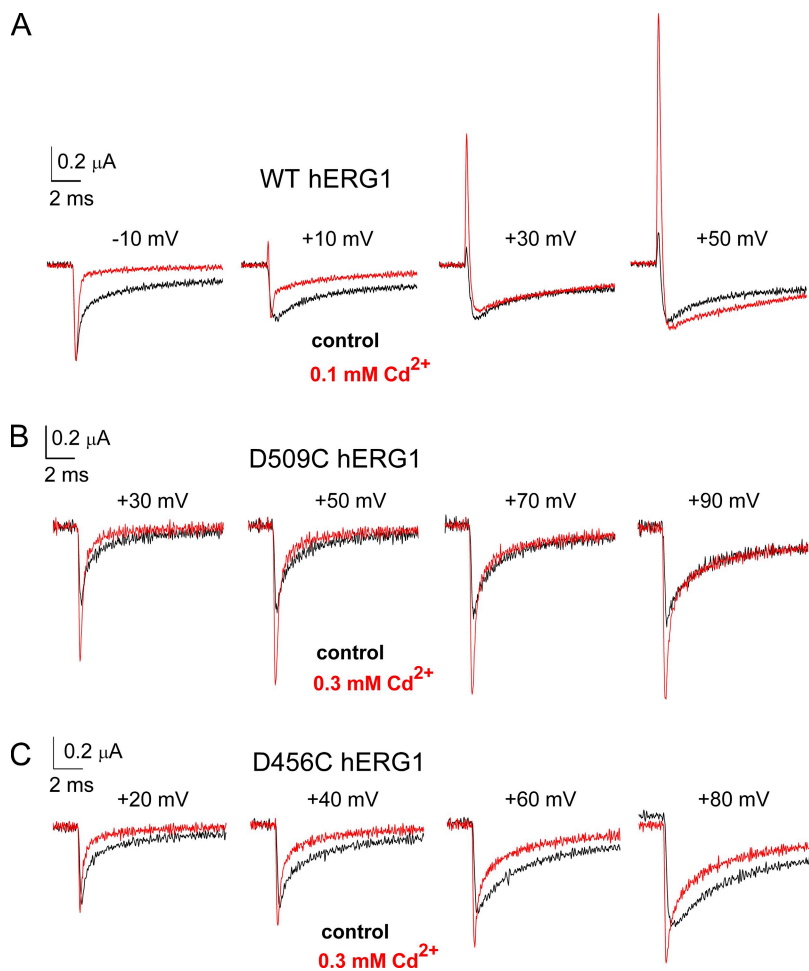 A
0.2 μA
2 ms
WT hERG1
-10 mV
+10 mV
+30 mV
+50 mV
control
0.1 mM Cd2+
B
0.2 μA
2 ms
D509C hERG1
+30 mV
+50 mV
+70 mV
+90 mV
control
0.3 mM Cd2+
C
0.2 μA
2 ms
D456C hERG1
+20 mV
+40 mV
+60 mV
+80 mV
control
0.3 mM Cd2+